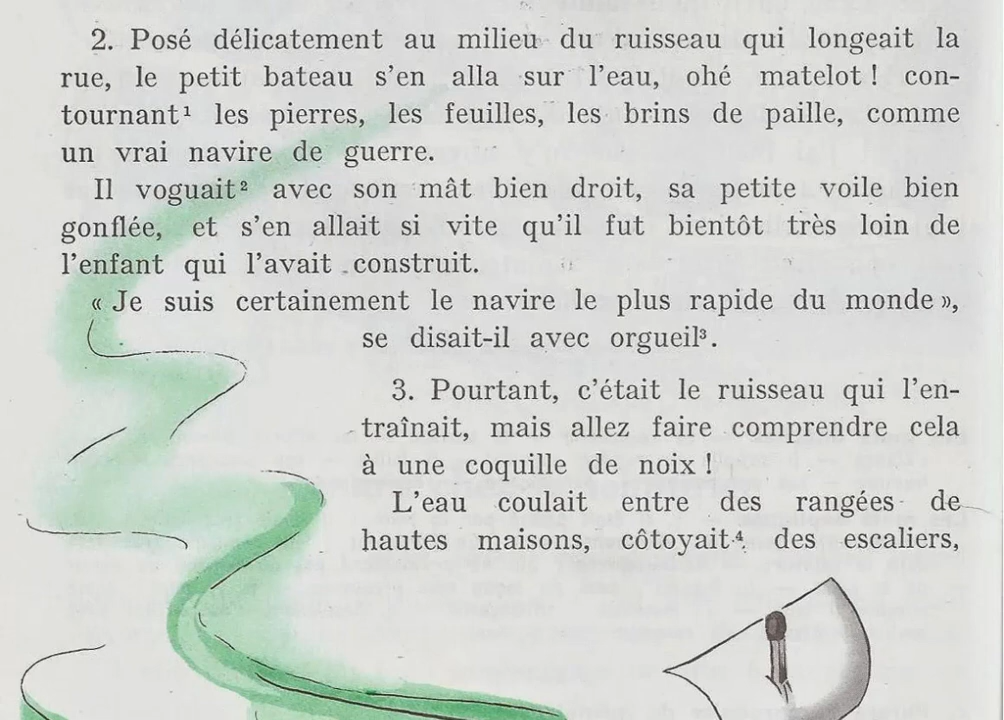 2. Posé délicatement au milieu du ruisseau qui longeait la
rue, le petit bateau s'en alla sur l'eau, ohé matelot ! con-
tournant¹ les pierres, les feuilles, les brins de paille, comme
un vrai navire de guerre.
Il voguait² avec son mât bien droit, sa petite voile bien
gonflée, et s'en allait si vite qu'il fut bientôt très loin de
l'enfant qui l'avait construit.
« Je suis certainement le navire le plus rapide du monde »,
se disait-il avec orgueil³.
3. Pourtant, c'était le ruisseau qui l'en-
traînait, mais allez faire comprendre cela
à une coquille de noix !
L'eau coulait entre des rangées de
hautes maisons, côtoyait⁴ des escaliers,